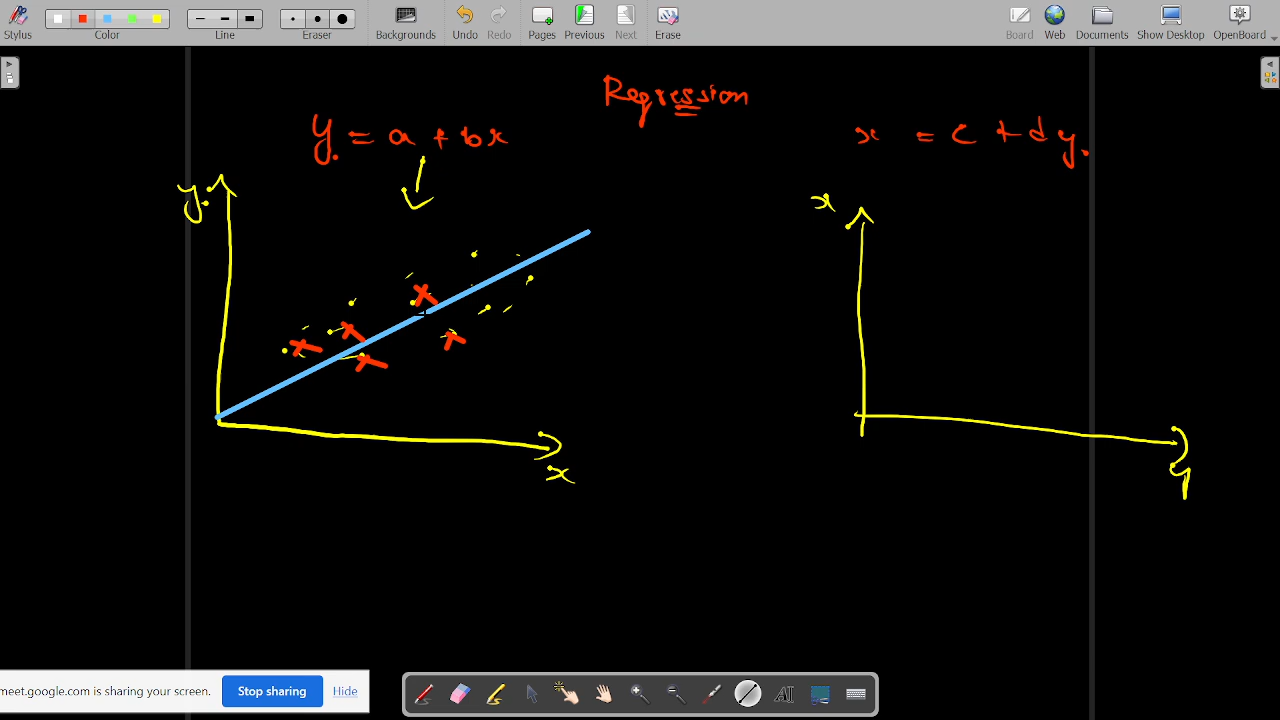 Stylus Color Line Eraser Backgrounds Undo Redo Pages Previous Next Erase Board Web Documents Show Desktop OpenBoard
Regression
y = a + bx
x = c + dy
y
x
x
y
meet.google.com is sharing your screen. Stop sharing Hide
AI